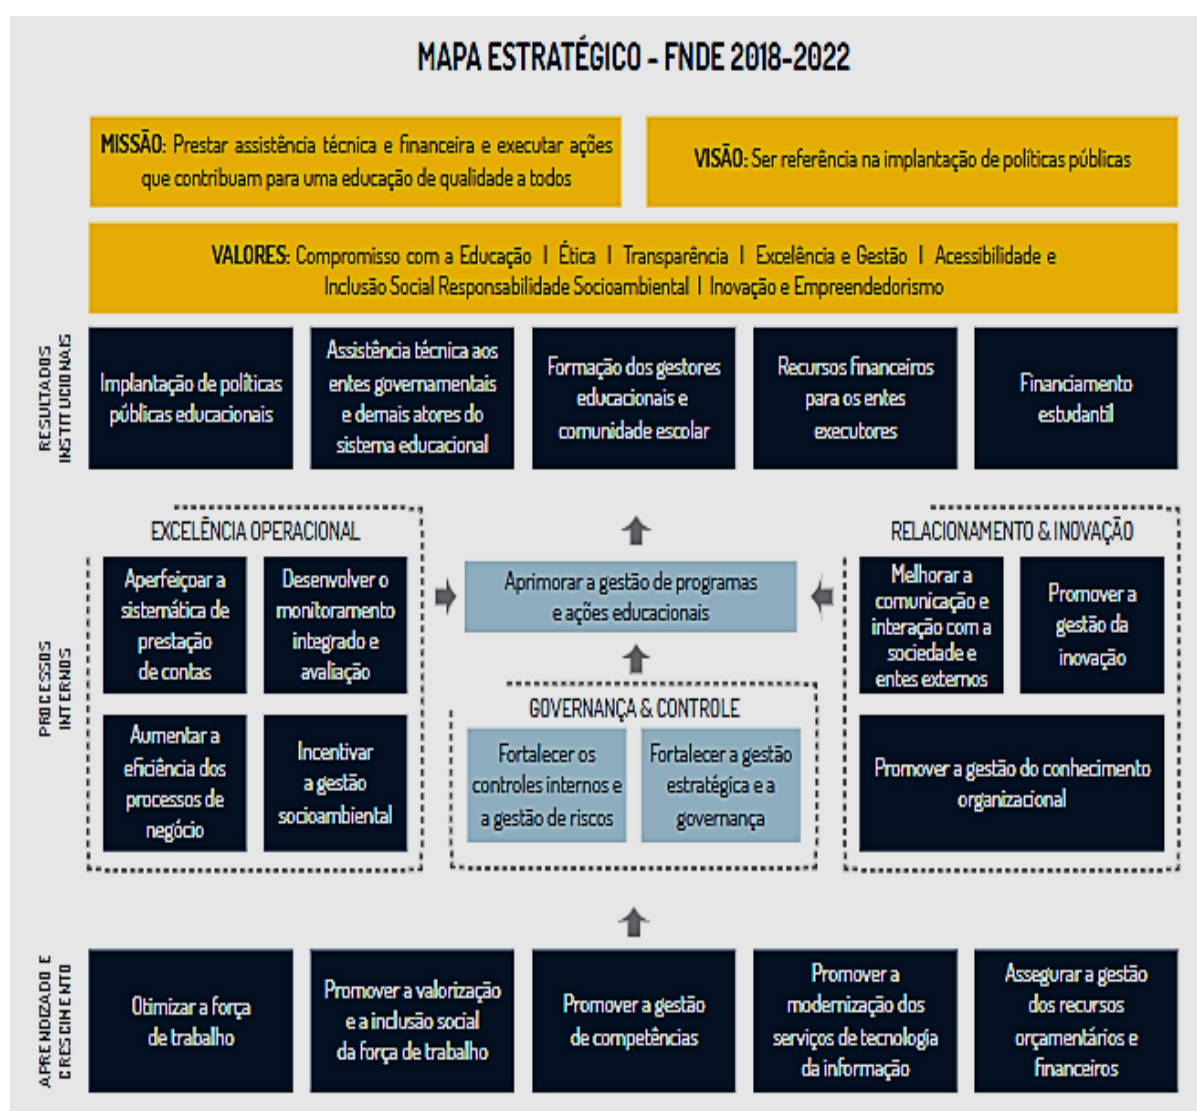 MAPA ESTRATÉGICO - FNDE 2018-2022
MISSÃO: Prestar assistência técnica e financeira e executar ações
que contribuam para uma educação de qualidade a todos
VISÃO: Ser referência na implantação de políticas públicas
VALORES: Compromisso com a Educação | Ética | Transparência | Excelência e Gestão | Acessibilidade e
Inclusão Social Responsabilidade Socioambiental | Inovação e Empreendedorismo
RESULTADOS
INSTITUCIONAIS
Implantação de políticas
públicas educacionais
Assistência técnica aos
entes governamentais
e demais atores do
sistema educacional
Formação dos gestores
educacionais e
comunidade escolar
Recursos financeiros
para os entes
executores
Financiamento
estudantil
PROCESSOS
INTERNOS
EXCELÊNCIA OPERACIONAL
Aperfeiçoar a
sistemática de
prestação
de contas
Desenvolver o
monitoramento
integrado e
avaliação
Aumentar a
eficiência dos
processos de
negócio
Incentivar
a gestão
socioambiental
Aprimorar a gestão de programas
e ações educacionais
GOVERNANÇA & CONTROLE
Fortalecer os
controles internos e
a gestão de riscos
Fortalecer a gestão
estratégica e a
governança
RELACIONAMENTO & INOVAÇÃO
Melhorar a
comunicação e
interação com a
sociedade e
entes externos
Promover a
gestão da
inovação
Promover a gestão do conhecimento
organizacional
APRENDIZADO E
CRESCIMENTO
Otimizar a força
de trabalho
Promover a valorização
e a inclusão social
da força de trabalho
Promover a gestão
de competências
Promover a
modernização dos
serviços de tecnologia
da informação
Assegurar a gestão
dos recursos
orçamentários e
financeiros